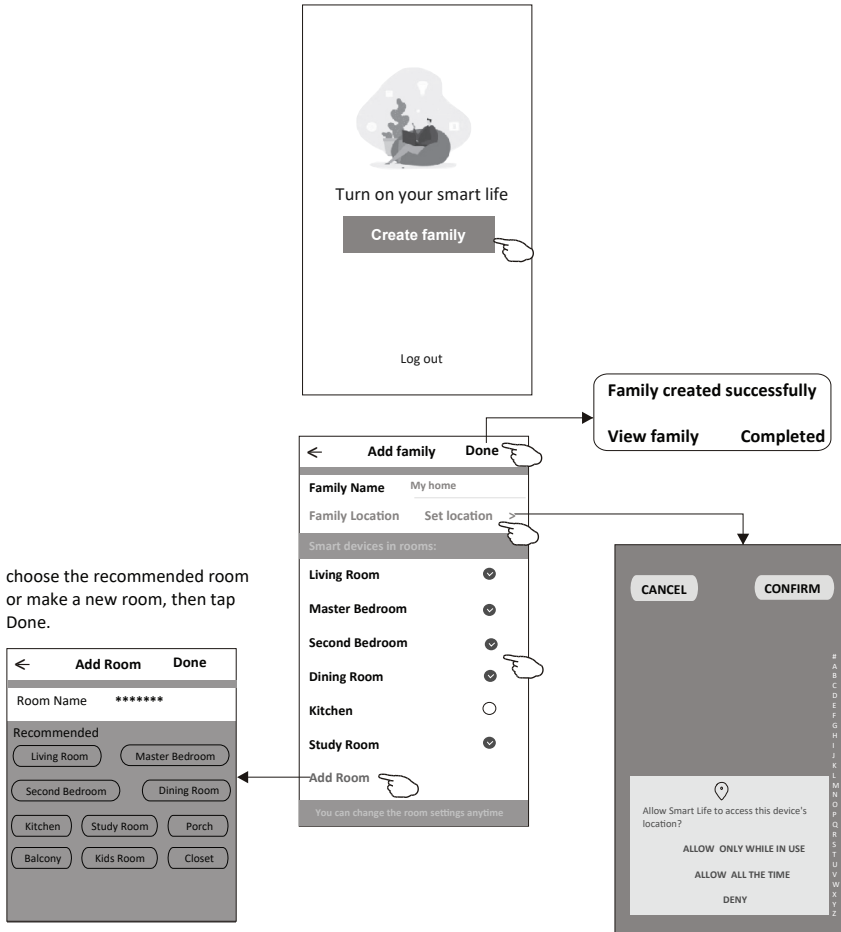 Turn on your smart life
Create family
Log out
Family created successfully
View family Completed
Add family Done
Family Name My home
Family Location Set location >
Smart devices in rooms:
Living Room
Master Bedroom
Second Bedroom
Dining Room
Kitchen
Study Room
Add Room
You can change the room settings anytime
choose the recommended room
or make a new room, then tap
Done.
Add Room Done
Room Name *******
Recommended
Living Room Master Bedroom
Second Bedroom Dining Room
Kitchen Study Room Porch
Balcony Kids Room Closet
CANCEL CONFIRM
Allow Smart Life to access this device's
location?
ALLOW ONLY WHILE IN USE
ALLOW ALL THE TIME
DENY
#
A
B
C
D
E
F
G
H
I
J
K
L
M
N
O
P
Q
R
S
T
U
V
W
X
Y
Z